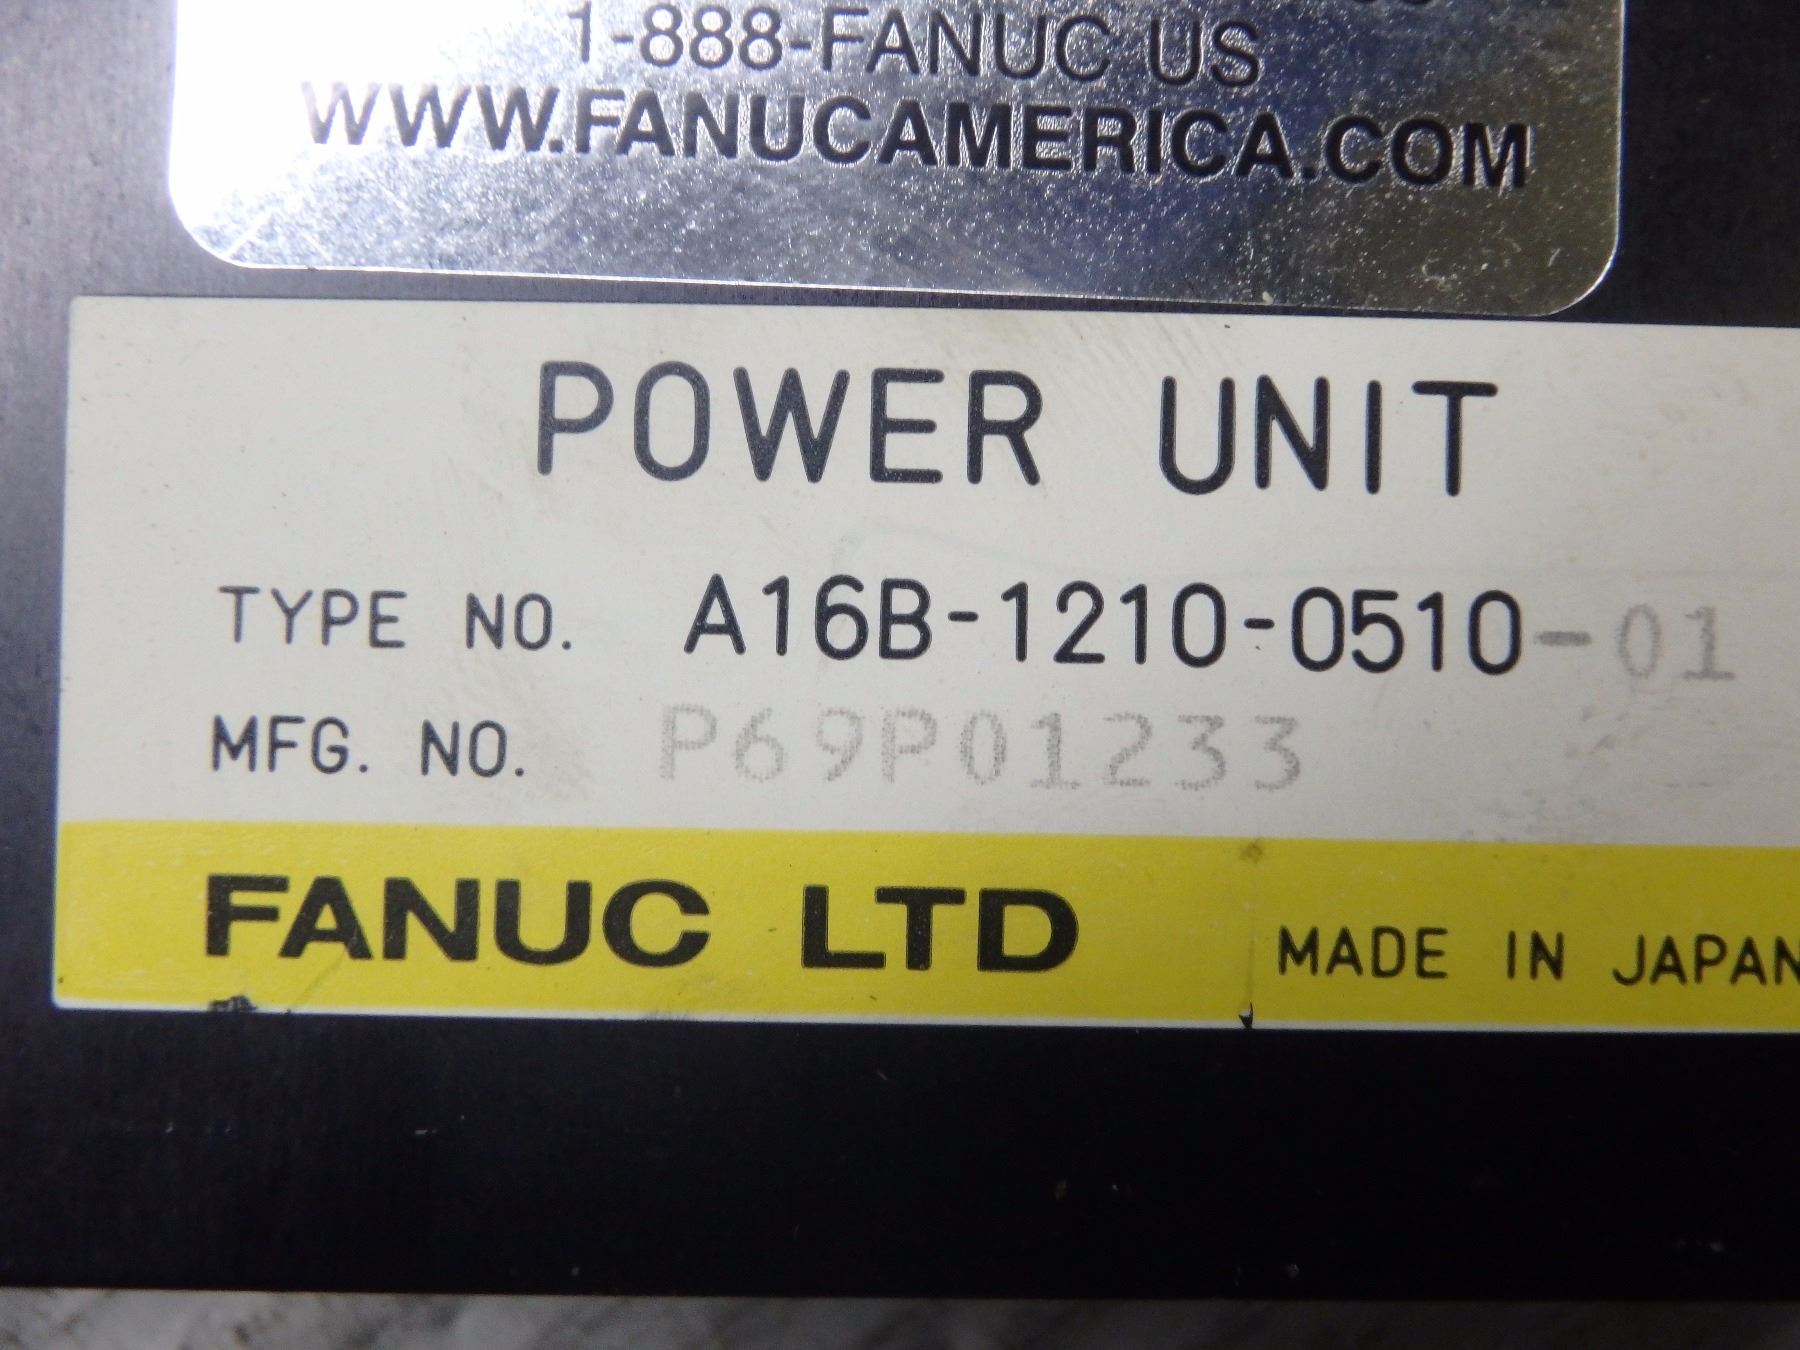 1-888-FANUC US
WWW.FANUCAMERICA.COM
POWER UNIT
TYPE NO. A16B-1210-0510-01
MFG. NO. P69P01233
FANUC LTD MADE IN JAPAN